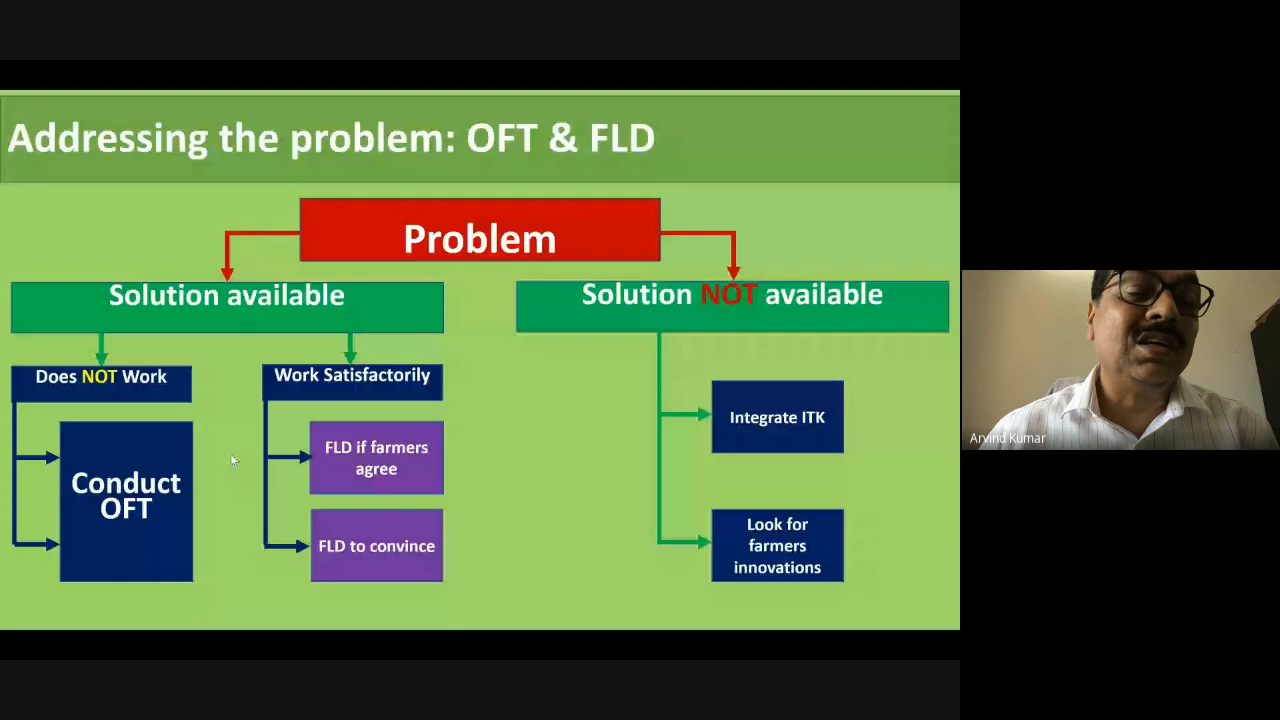 Addressing the problem: OFT & FLD
Problem
Solution available
Solution NOT available
Does NOT Work
Work Satisfactorily
Conduct
OFT
FLD if farmers
agree
FLD to convince
Integrate ITK
Look for
farmers
innovations
Arvind Kumar